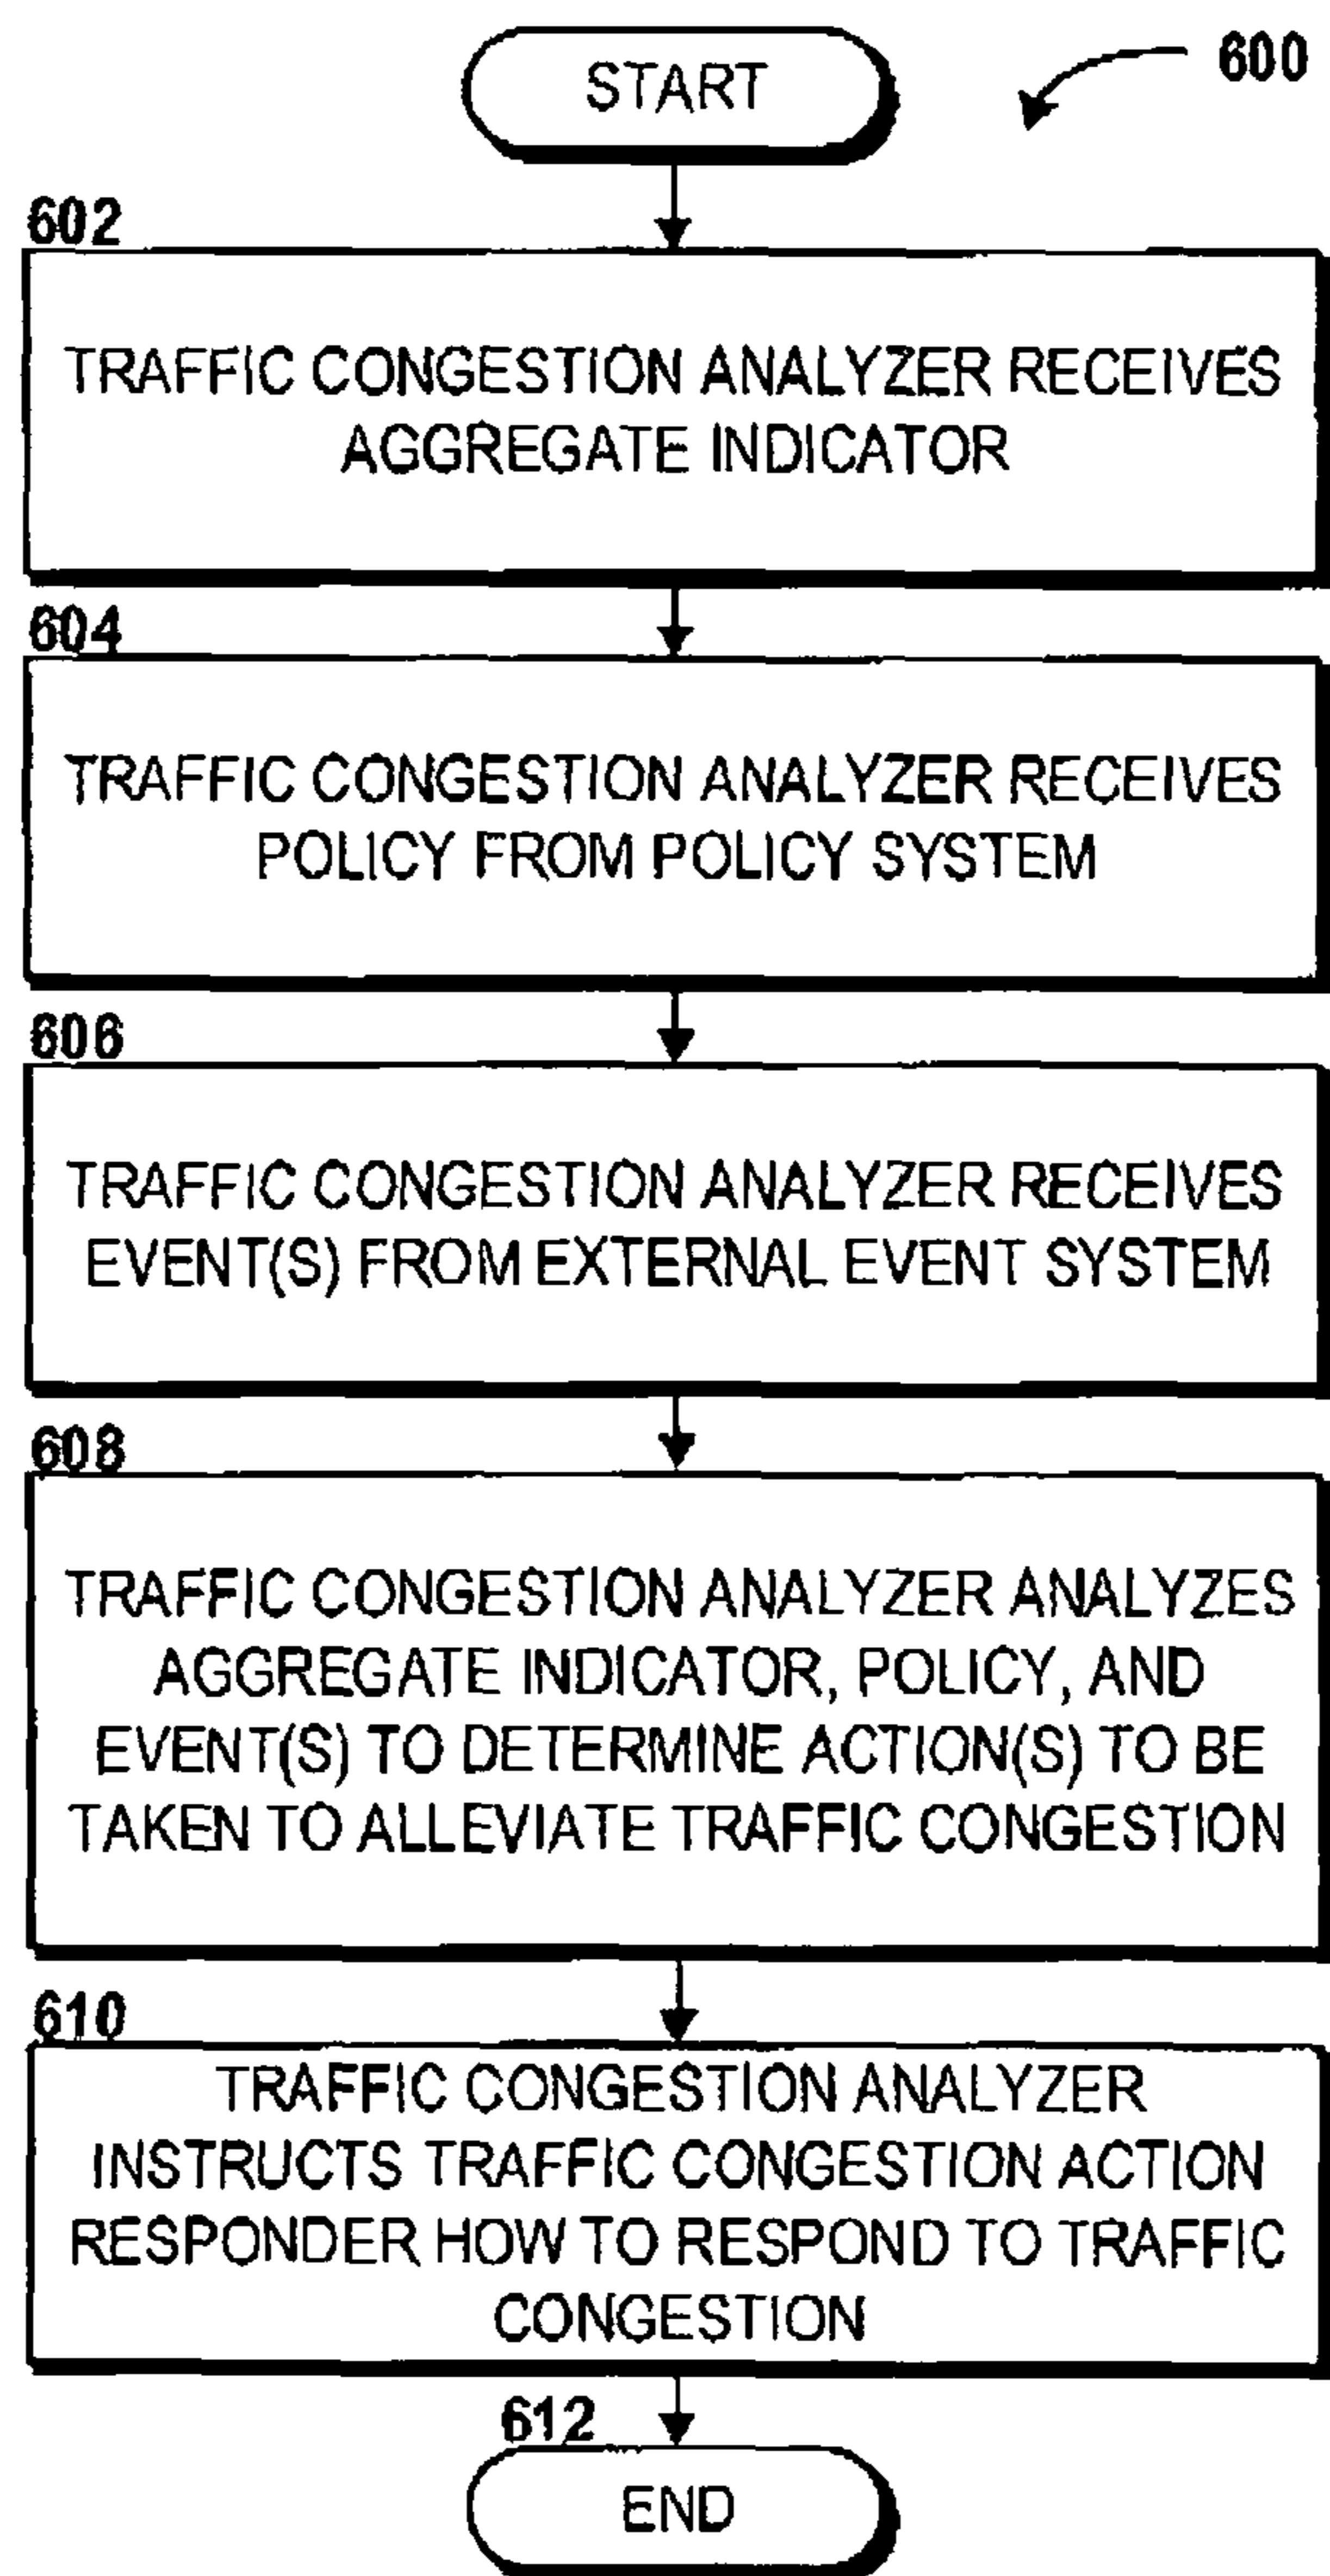 START
600
602
TRAFFIC CONGESTION ANALYZER RECEIVES
AGGREGATE INDICATOR
604
TRAFFIC CONGESTION ANALYZER RECEIVES
POLICY FROM POLICY SYSTEM
606
TRAFFIC CONGESTION ANALYZER RECEIVES
EVENT(S) FROM EXTERNAL EVENT SYSTEM
608
TRAFFIC CONGESTION ANALYZER ANALYZES
AGGREGATE INDICATOR, POLICY, AND
EVENT(S) TO DETERMINE ACTION(S) TO BE
TAKEN TO ALLEVIATE TRAFFIC CONGESTION
610
TRAFFIC CONGESTION ANALYZER
INSTRUCTS TRAFFIC CONGESTION ACTION
RESPONDER HOW TO RESPOND TO TRAFFIC
CONGESTION
612
END